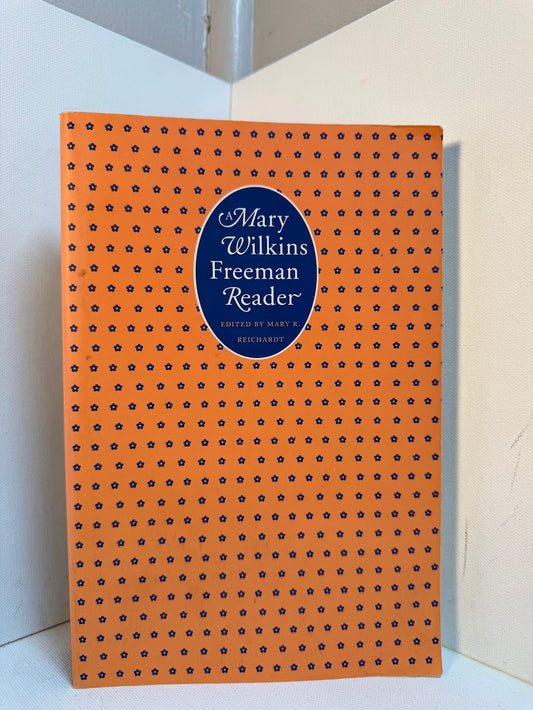 A Mary
Wilkins
Freeman
Reader
EDITED BY MARY R.
REICHARDT